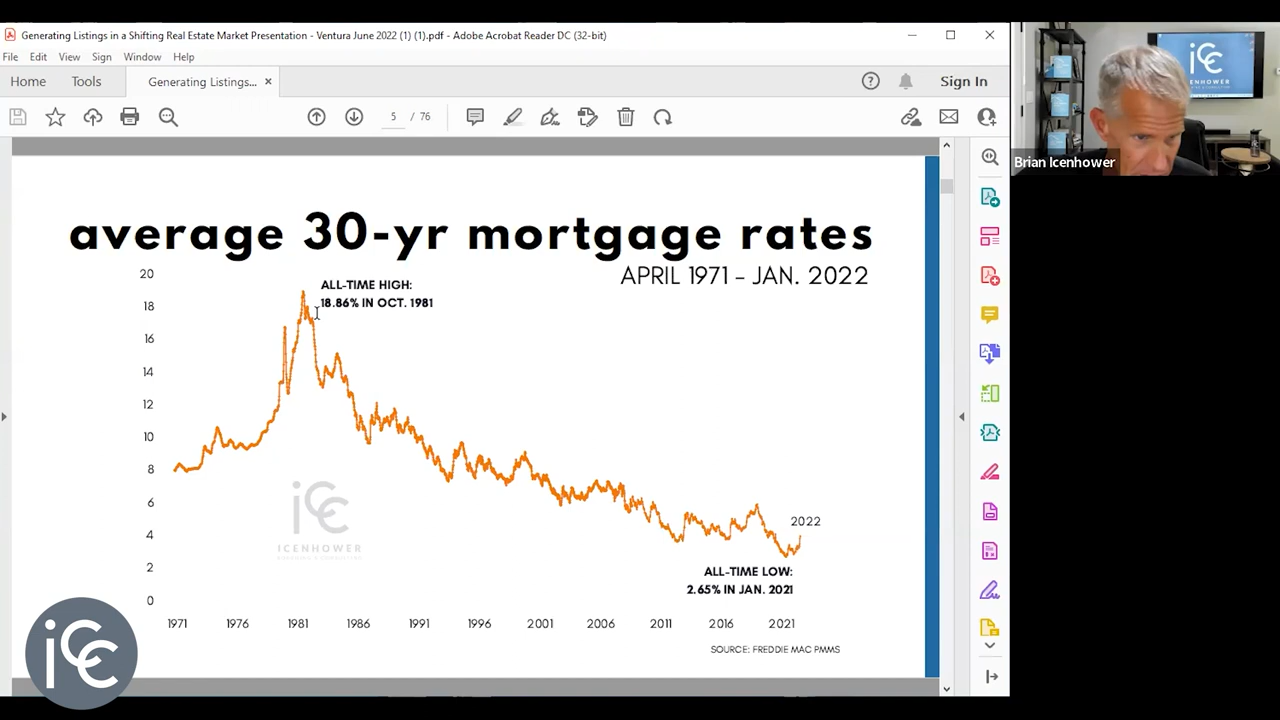 Generating Listings in a Shifting Real Estate Market Presentation - Ventura June 2022 (1) (1).pdf - Adobe Acrobat Reader DC (32-bit)
File Edit View Sign Window Help
Home Tools Generating Listings... × Sign In
5 / 76
Brian Icenhower
average 30-yr mortgage rates
APRIL 1971 – JAN. 2022
ALL-TIME HIGH:
18.86% IN OCT. 1981
20
18
16
14
12
10
8
6
4
2
0
2022
ALL-TIME LOW:
2.65% IN JAN. 2021
1971 1976 1981 1986 1991 1996 2001 2006 2011 2016 2021
SOURCE: FREDDIE MAC PMMS
icc
ICENHOWER
icc
icc